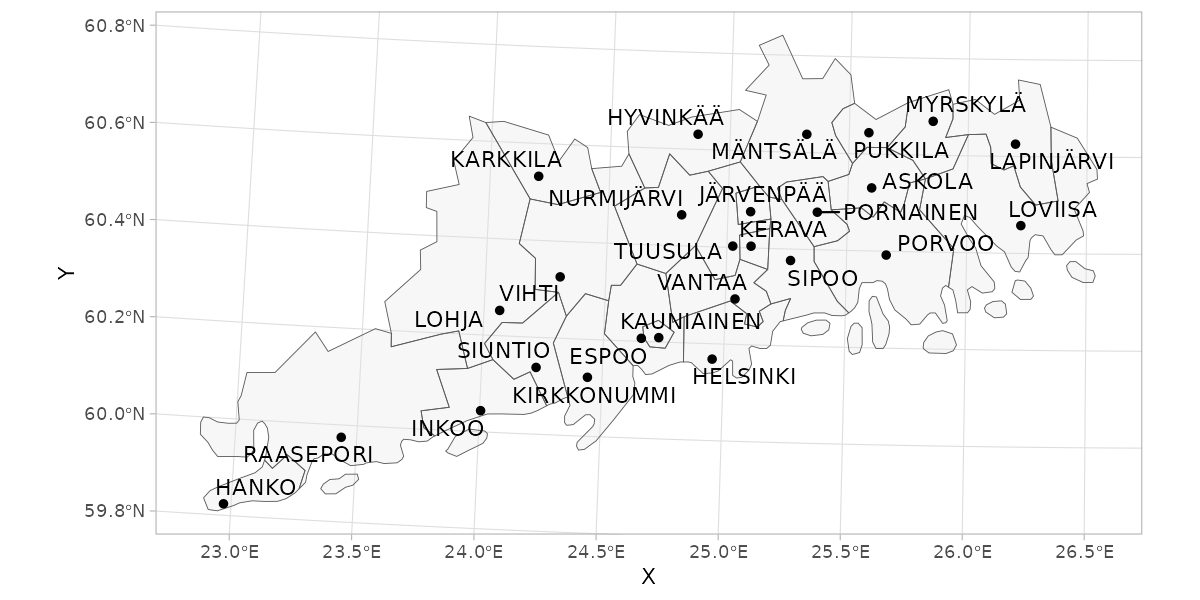 60.8°N
60.6°N
60.4°N
60.2°N
60.0°N
59.8°N
Y
MYRSKYLÄ
HYVINKÄÄ
MÄNTSÄLÄ
PUKKILA
KARKKILA
LAPINJÄRVI
ASKOLA
NURMIJÄRVI
JÄRVENPÄÄ
PORNAINEN
LOVIISA
KERAVA
PORVOO
TUUSULA
SIPOO
VANTAA
VIHTI
LOHJA
KAUNIAINEN
SIUNTIO
ESPOO
HELSINKI
KIRKKONUMMI
INKOO
RAASEPORI
HANKO
23.0°E
23.5°E
24.0°E
24.5°E
25.0°E
25.5°E
26.0°E
26.5°E
X